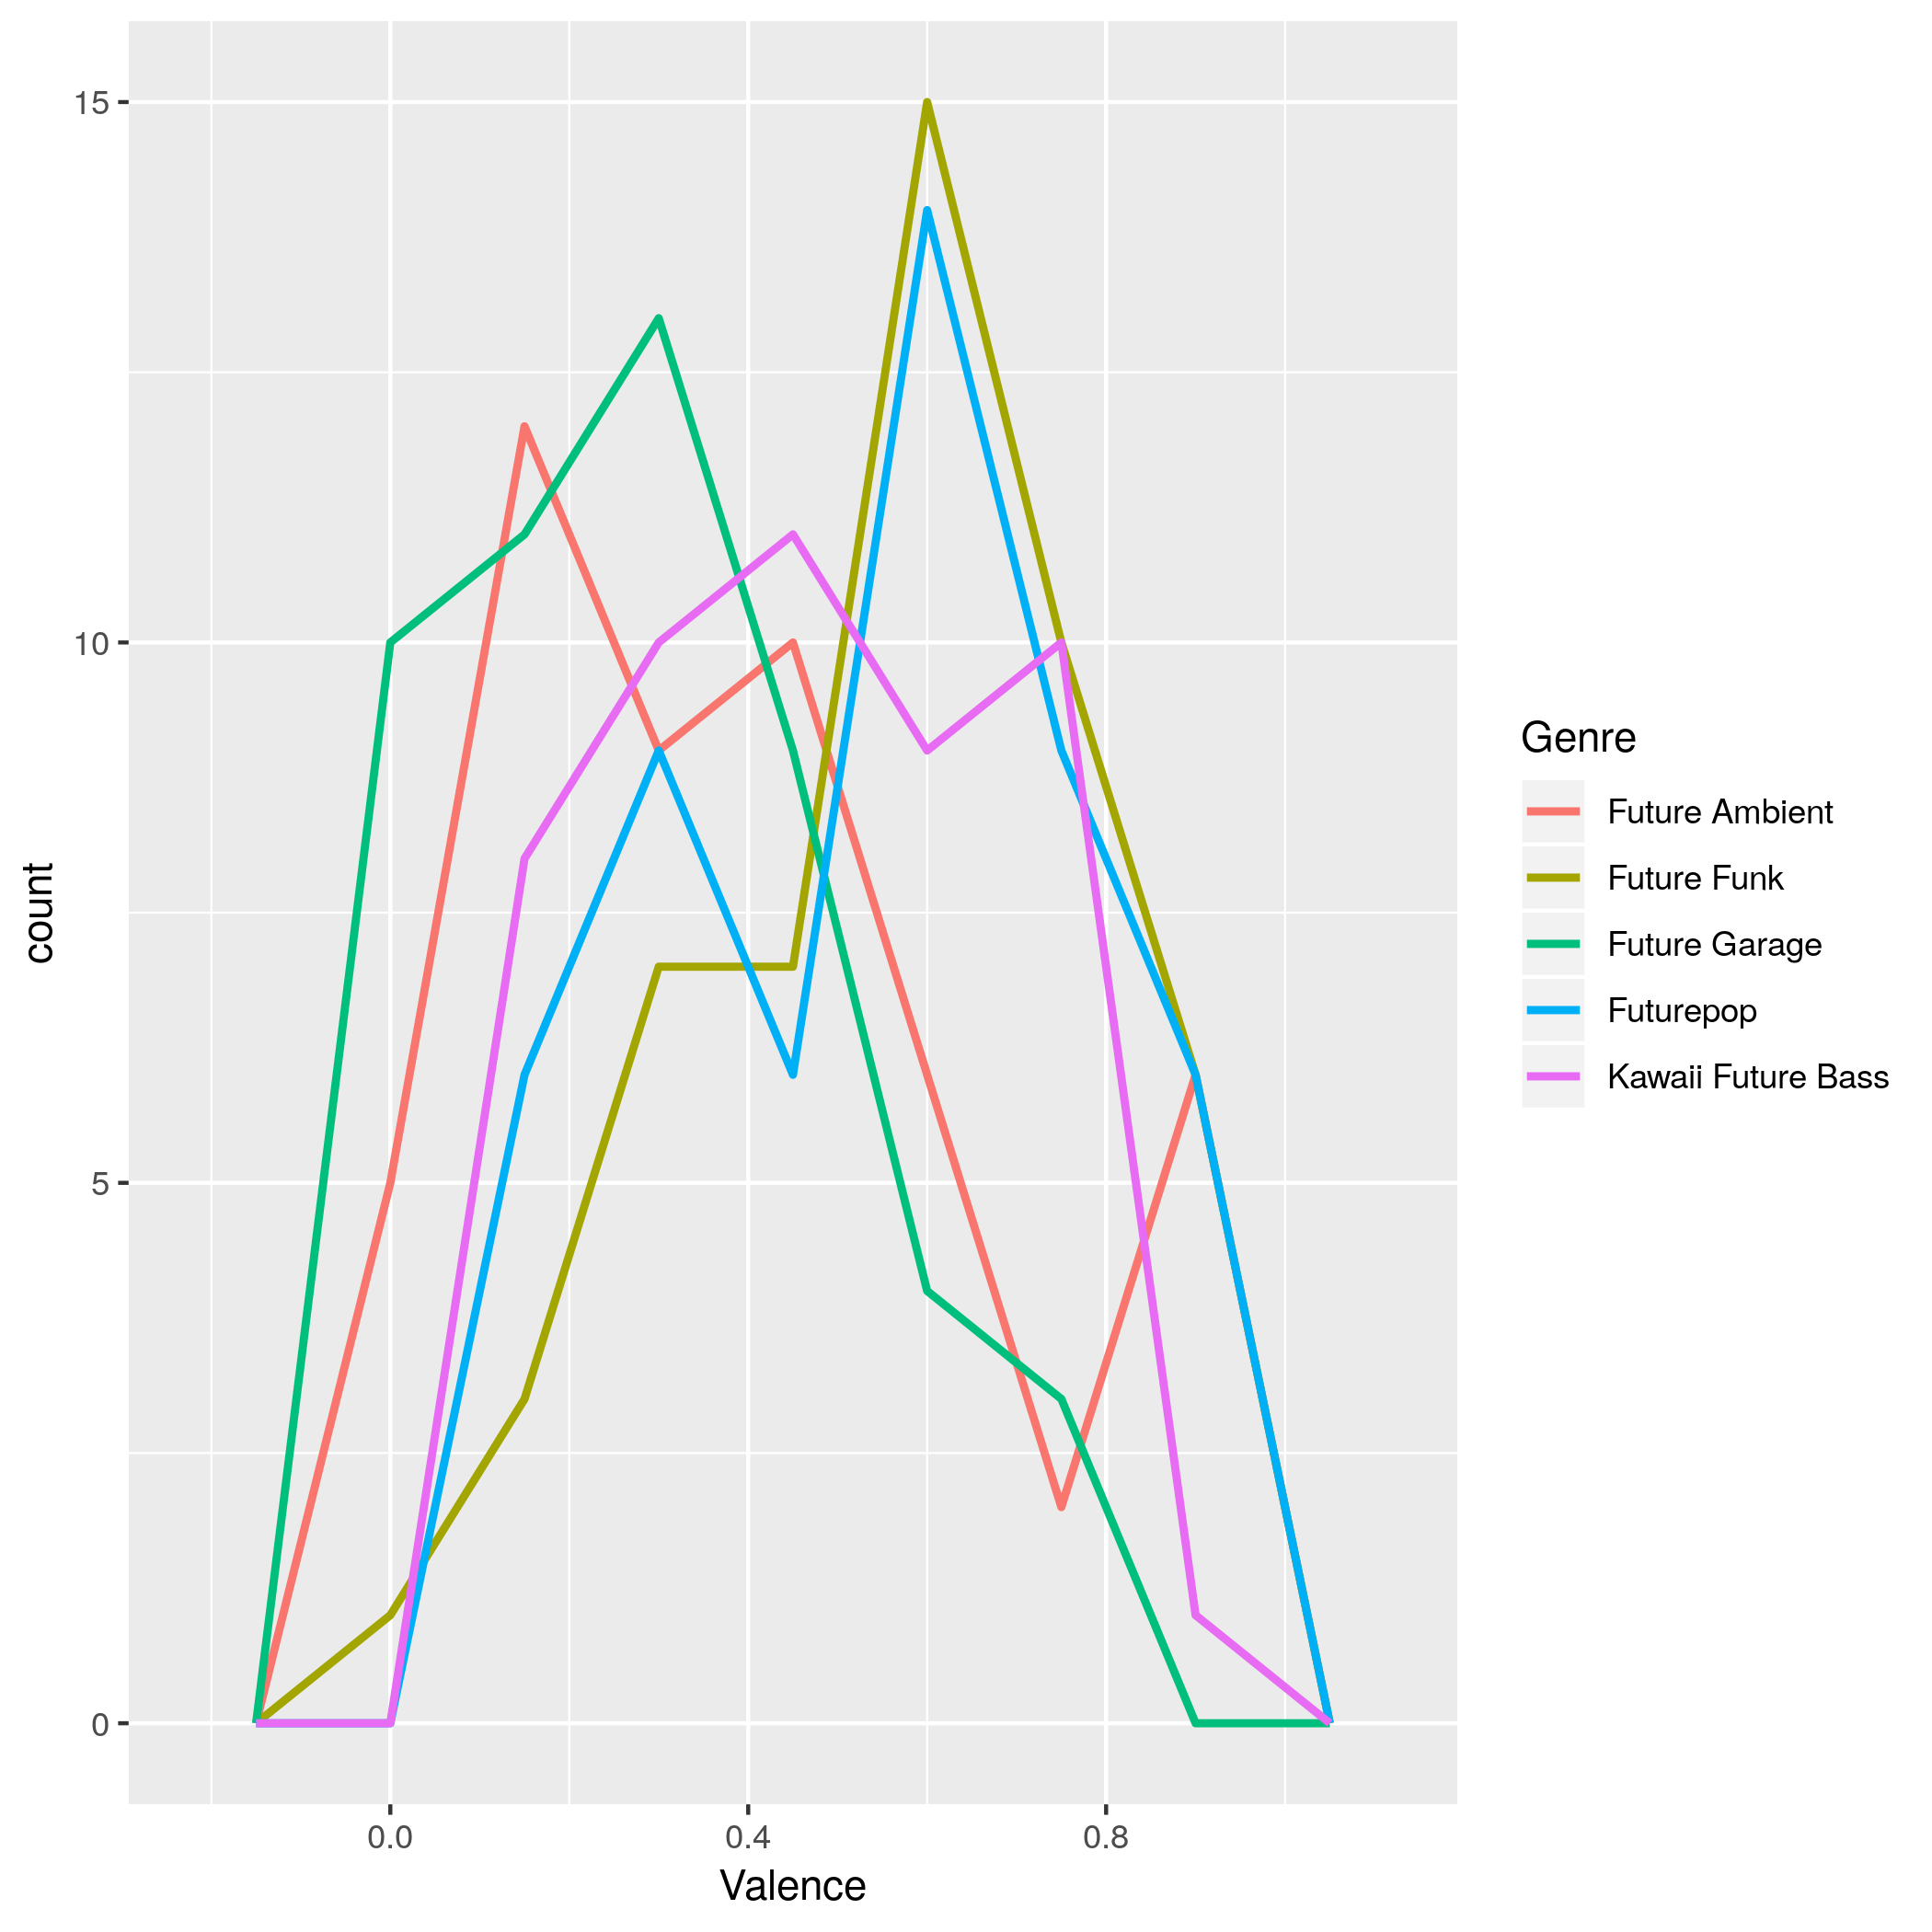 15
10
5
0
count
0.0 0.4 0.8
Valence
Genre
Future Ambient
Future Funk
Future Garage
Futurepop
Kawaii Future Bass